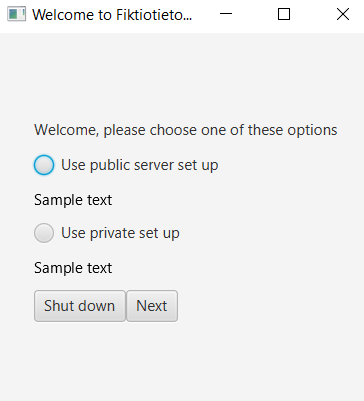 Welcome to Fiktiotieto...
Welcome, please choose one of these options
Use public server set up
Sample text
Use private set up
Sample text
Shut down Next